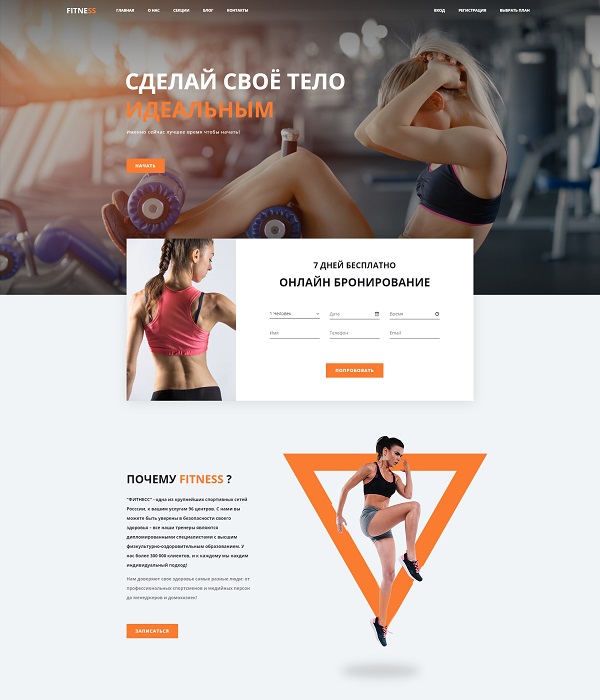 FITNESS ГЛАВНАЯ О НАС СЕКЦИИ БЛОГ КОНТАКТЫ ВХОД РЕГИСТРАЦИЯ ВЫБРАТЬ ПЛАН
СДЕЛАЙ СВОЁ ТЕЛО
ИДЕАЛЬНЫМ
Именно сейчас лучшее время чтобы начать!
НАЧАТЬ
7 ДНЕЙ БЕСПЛАТНО
ОНЛАЙН БРОНИРОВАНИЕ
1 Человек Дата Время
Имя Телефон Email
ПОПРОБОВАТЬ
ПОЧЕМУ FITNESS ?
"ФИТНЕСС" - одна из крупнейших спортивных сетей
России, к вашим услугам 96 центров. С нами вы
можете быть уверены в безопасности своего
здоровья – все наши тренеры являются
дипломированными специалистами с высшим
физкультурно-оздоровительным образованием. У
нас более 300 000 клиентов, и к каждому мы находим
индивидуальный подход!
Нам доверяют свое здоровье самые разные люди: от
профессиональных спортсменов и медийных персон
до менеджеров и домохозяек!
ЗАПИСАТЬСЯ